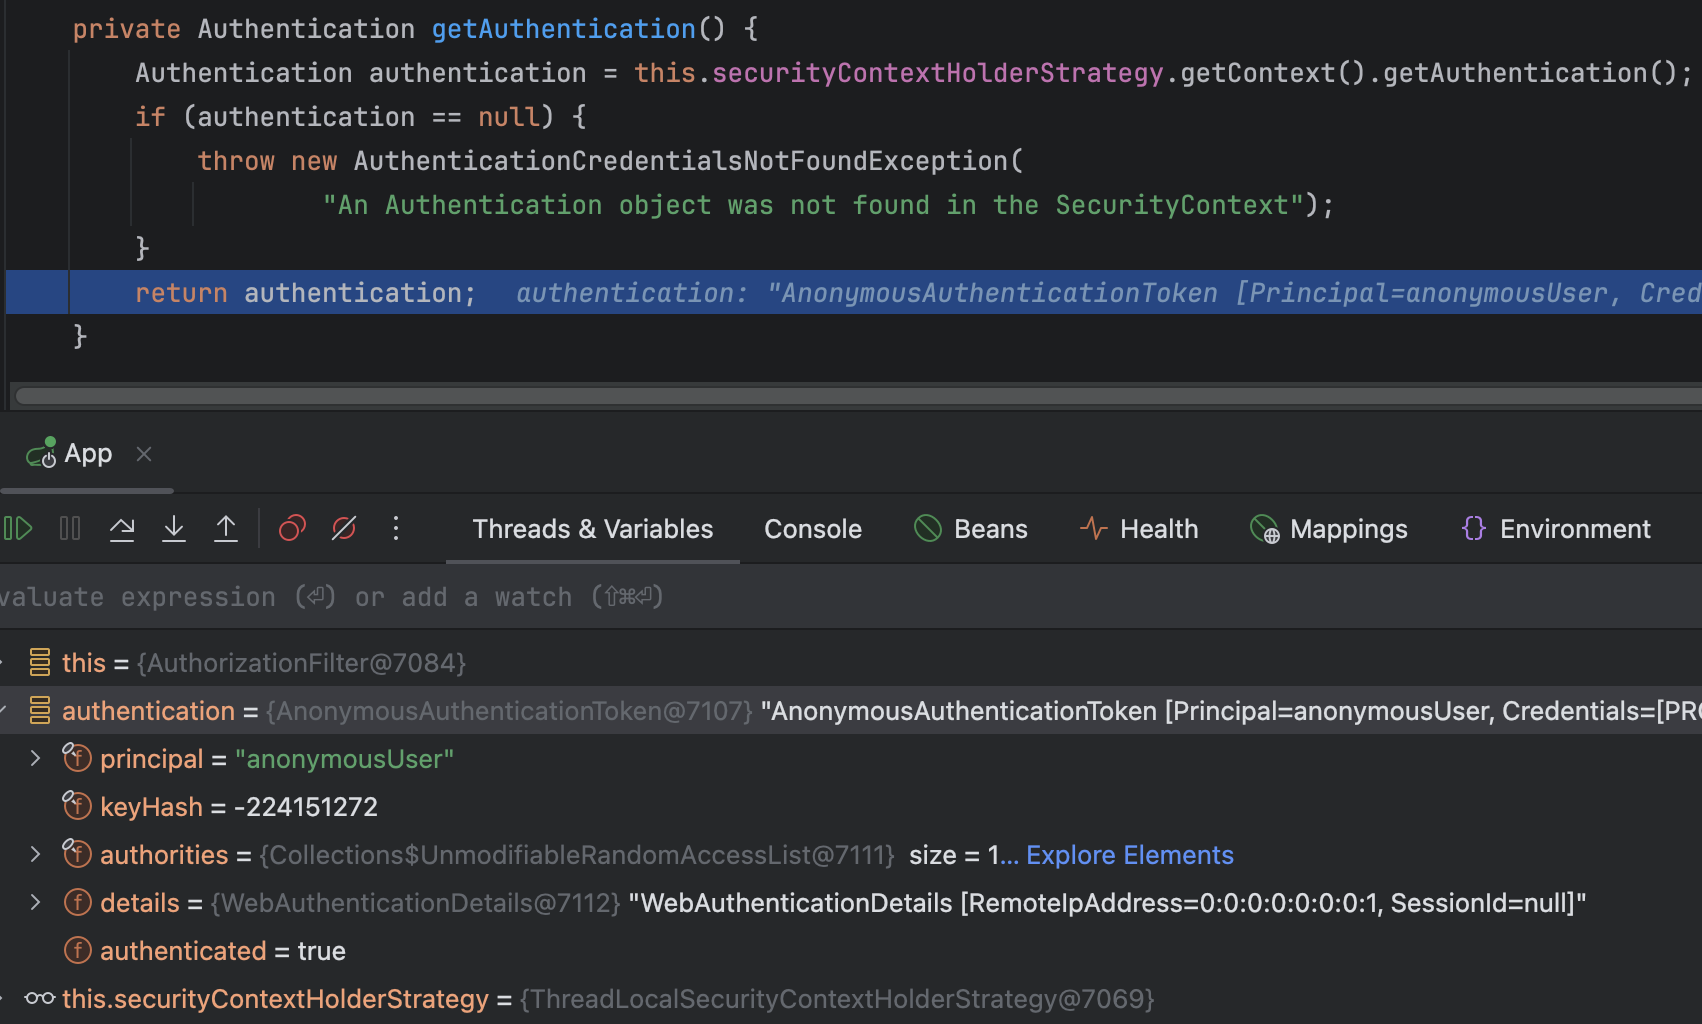 private Authentication getAuthentication() {
Authentication authentication = this.securityContextHolderStrategy.getContext().getAuthentication();
if (authentication == null) {
throw new AuthenticationCredentialsNotFoundException(
"An Authentication object was not found in the SecurityContext");
}
return authentication; authentication: "AnonymousAuthenticationToken [Principal=anonymousUser, Cred
}
App
Threads & Variables Console Beans Health Mappings Environment
valuate expression (⏎) or add a watch (⇧⌘⏎)
this = {AuthorizationFilter@7084}
authentication = {AnonymousAuthenticationToken@7107} "AnonymousAuthenticationToken [Principal=anonymousUser, Credentials=[PRO
principal = "anonymousUser"
keyHash = -224151272
authorities = {Collections$UnmodifiableRandomAccessList@7111} size = 1... Explore Elements
details = {WebAuthenticationDetails@7112} "WebAuthenticationDetails [RemoteIpAddress=0:0:0:0:0:0:0:1, SessionId=null]"
authenticated = true
this.securityContextHolderStrategy = {ThreadLocalSecurityContextHolderStrategy@7069}